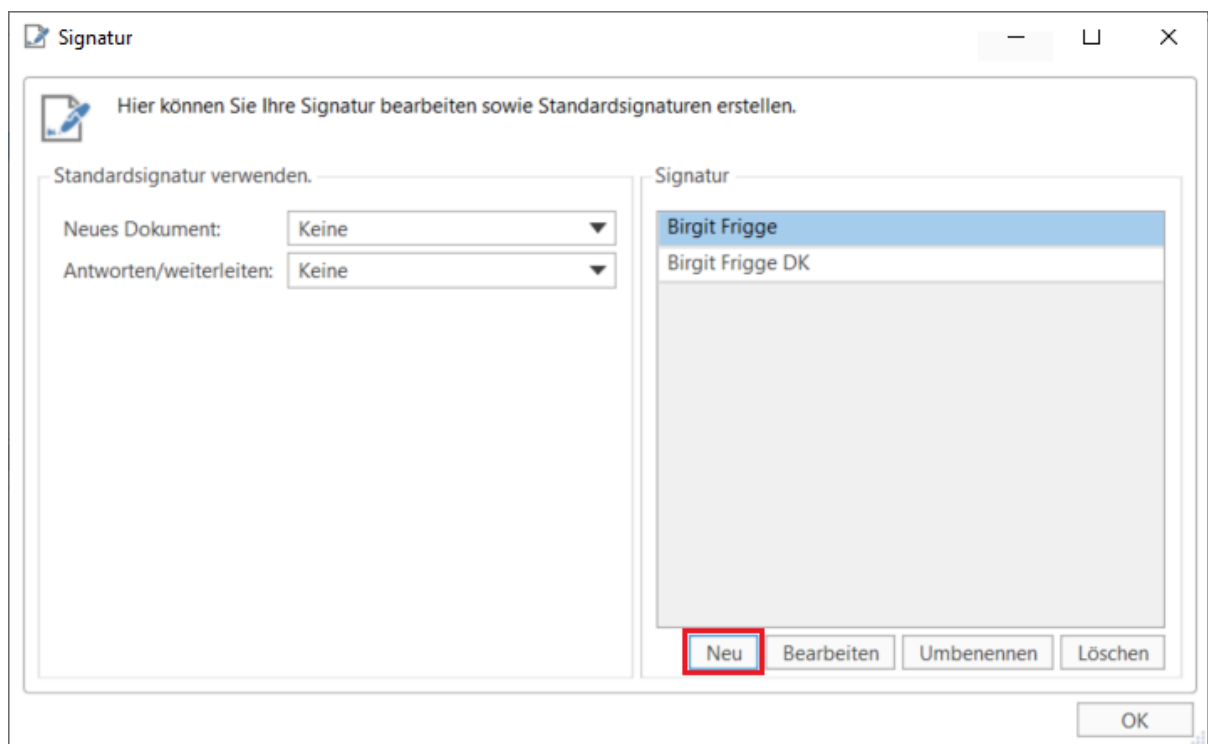 Signatur
Hier können Sie Ihre Signatur bearbeiten sowie Standardsignaturen erstellen.
Standardsignatur verwenden.
Neues Dokument: Keine
Antworten/weiterleiten: Keine
Signatur
Birgit Frigge
Birgit Frigge DK
Neu Bearbeiten Umbenennen Löschen
OK